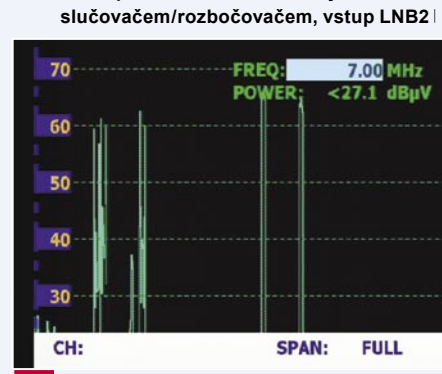 slučovačem/rozbočovačem, vstup LNB2
70
FREQ: 7.00 MHz
POWER: <27.1 dBµV
60
50
40
30
CH: SPAN: FULL